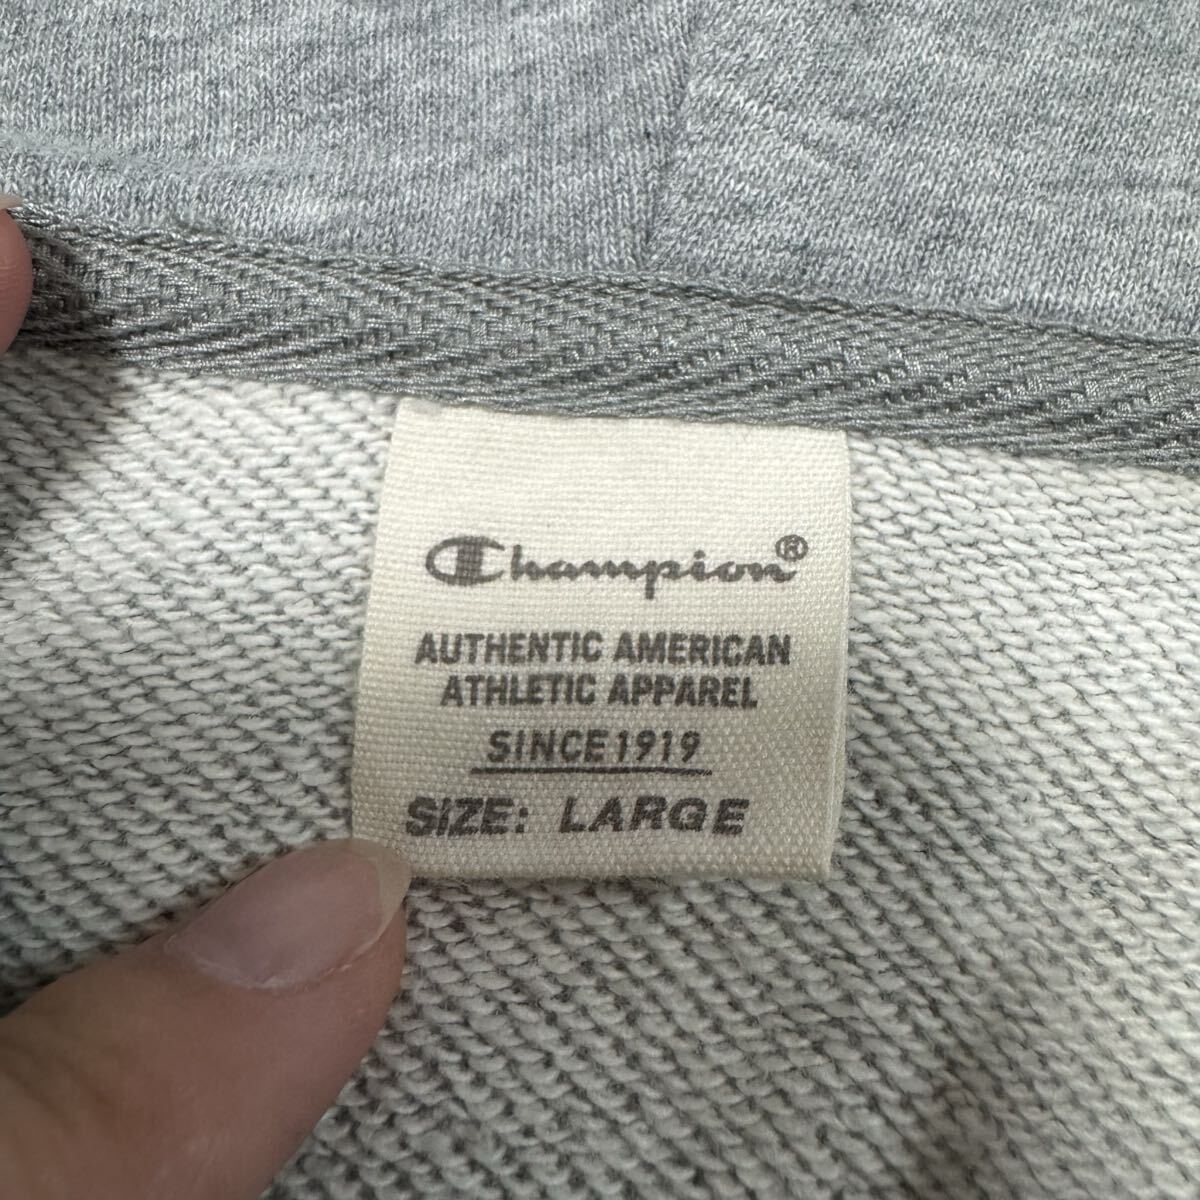 Champion®
AUTHENTIC AMERICAN
ATHLETIC APPAREL
SINCE 1919
SIZE: LARGE